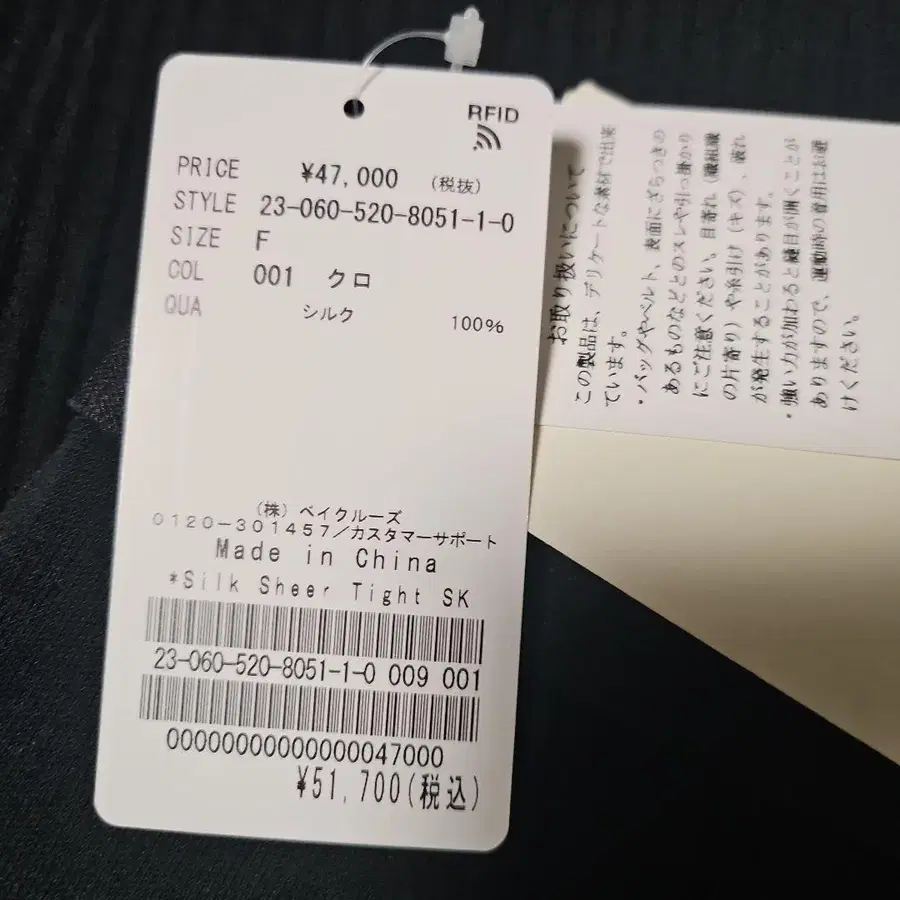 RFID
PRICE ¥47,000 (税抜)
STYLE 23-060-520-8051-1-0
SIZE F
COL 001 クロ
QUA シルク 100%
(株) ベイクルーズ
0120-301457/カスタマーサポート
Made in China
*Silk Sheer Tight SK
23-060-520-8051-1-0 009 001
00000000000000047000
¥51,700(税込)
お取り扱いについて
この製品は、デリケートな素材で出来
ています。
・バッグやベルト、表面にざらつきの
あるものなどとのスレや引っ掛かり
にご注意ください。目寄れ(織組織
の片寄り)や糸引け(キズ)、破れ
が発生することがあります。
・強い力が加わると縫目が開くことが
ありますので、運動時の着用はお避
けください。